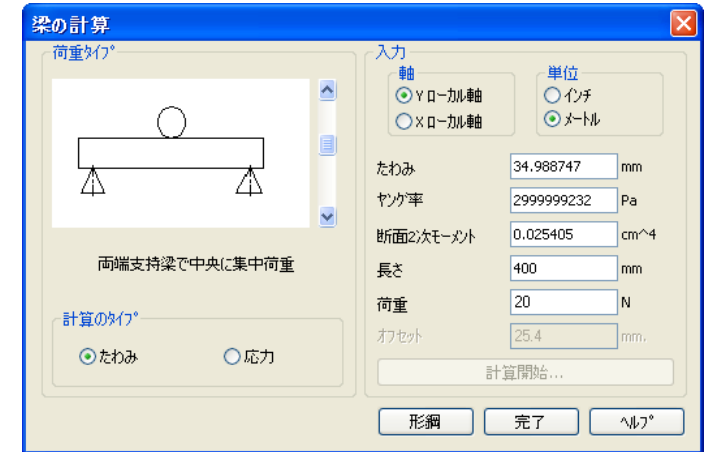 梁の計算
荷重ﾀｲﾌﾟ
両端支持梁で中央に集中荷重
計算のﾀｲﾌﾟ
たわみ
応力
入力
軸
Y ﾛｰｶﾙ軸
X ﾛｰｶﾙ軸
単位
ｲﾝﾁ
ﾒｰﾄﾙ
たわみ 34.988747 mm
ﾔﾝｸﾞ率 2999999232 Pa
断面2次ﾓｰﾒﾝﾄ 0.025405 cm^4
長さ 400 mm
荷重 20 N
ｵﾌｾｯﾄ 25.4 mm.
計算開始...
形鋼 完了 ﾍﾙﾌﾟ